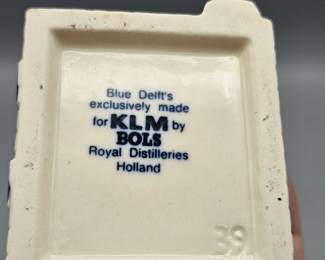 Blue Delft's
exclusively made
for KLM by
BOLS
Royal Distilleries
Holland
39